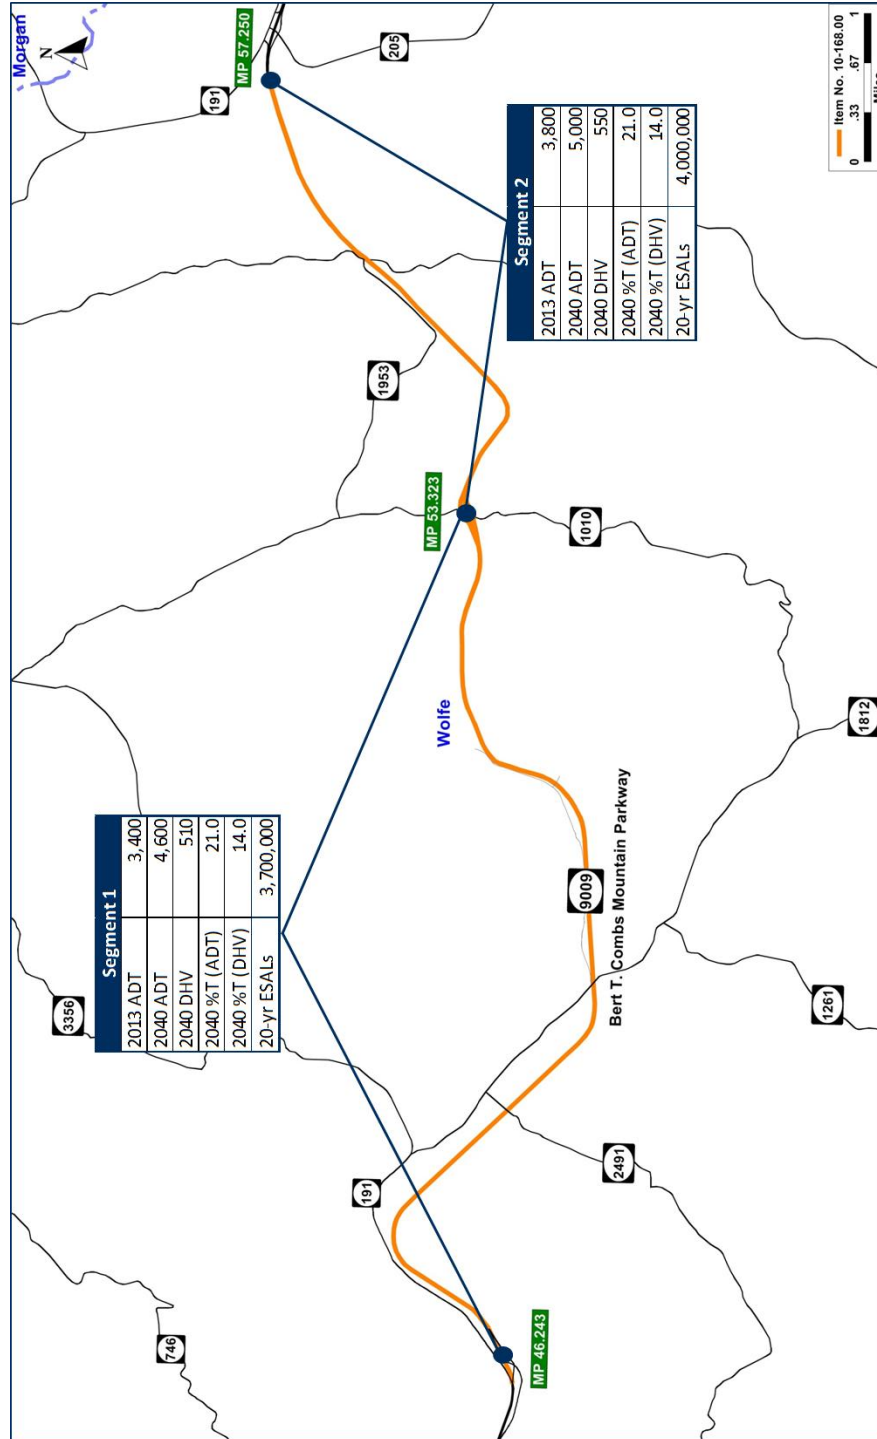 Morgan
N
MP 57.250
191
205
Item No. 10-168.00
0 .33 .67 1
Miles
Segment 2
2013 ADT 3,800
2040 ADT 5,000
2040 DHV 550
2040 %T (ADT) 21.0
2040 %T (DHV) 14.0
20-yr ESALs 4,000,000
1953
MP 53.323
1010
Wolfe
1812
Segment 1
2013 ADT 3,400
2040 ADT 4,600
2040 DHV 510
2040 %T (ADT) 21.0
2040 %T (DHV) 14.0
20-yr ESALs 3,700,000
9009
Bert T. Combs Mountain Parkway
3356
1261
191
2491
746
MP 46.243